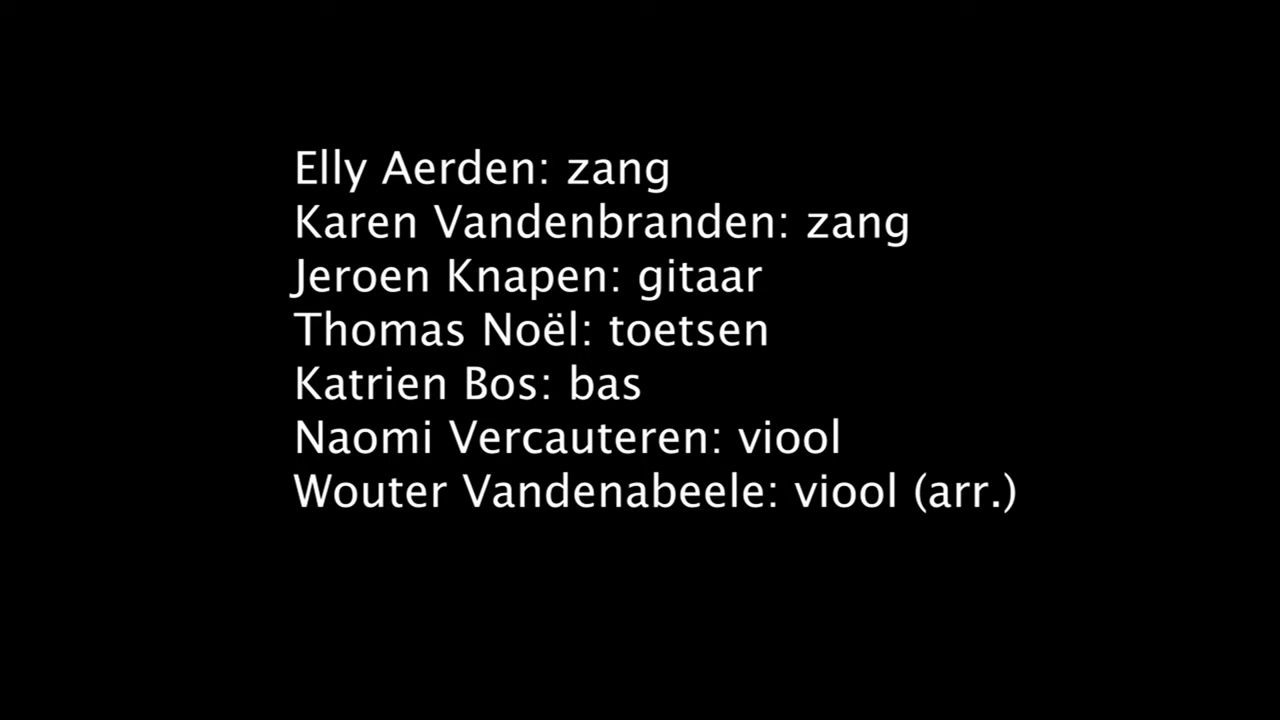 Elly Aerden: zang
Karen Vandenbranden: zang
Jeroen Knapen: gitaar
Thomas Noël: toetsen
Katrien Bos: bas
Naomi Vercauteren: viool
Wouter Vandenabeele: viool (arr.)